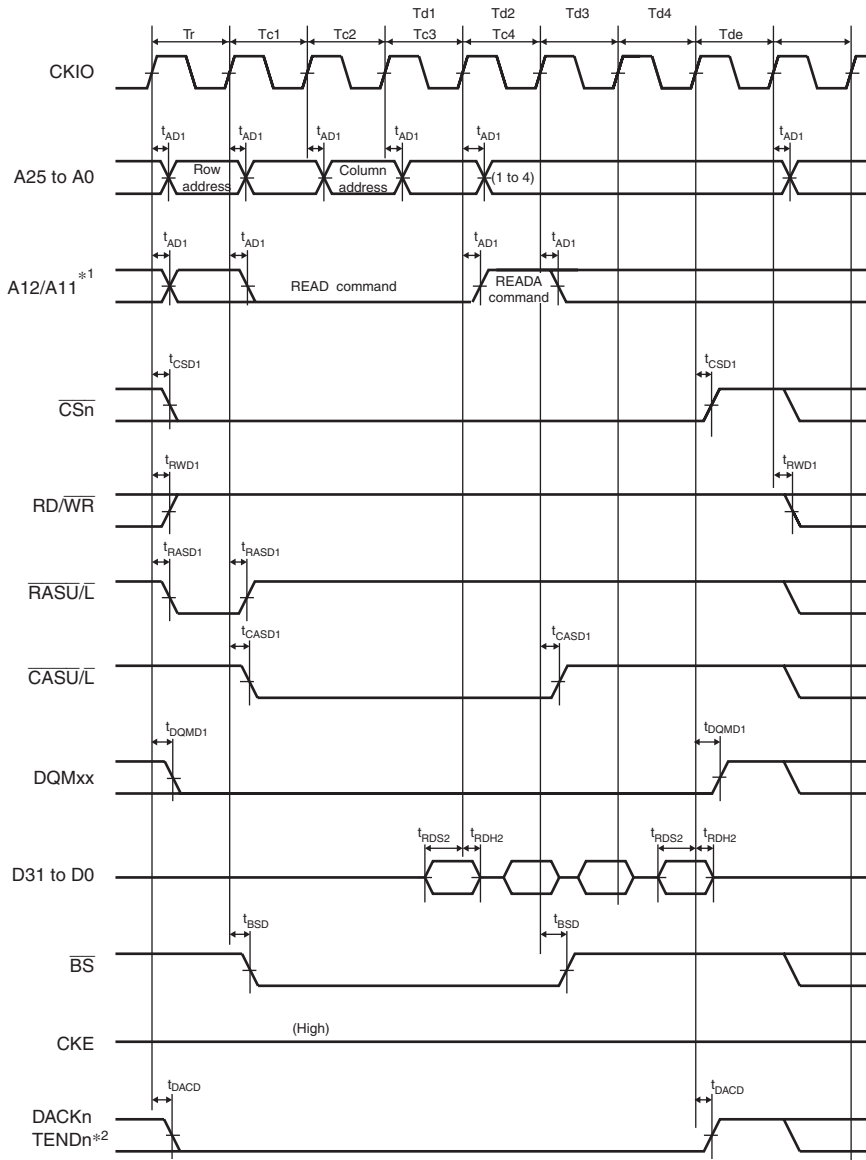 Td1 Td2 Td3 Td4
Tr Tc1 Tc2 Tc3 Tc4 Tde
CKIO
tAD1 tAD1 tAD1 tAD1 tAD1 tAD1
A25 to A0
Row address
Column address
(1 to 4)
tAD1 tAD1 tAD1 tAD1
A12/A11*1
READ command
READA command
tCSD1 tCSD1
CSn
tRWD1 tRWD1
RD/WR
tRASD1 tRASD1
RASU/L
tCASD1 tCASD1
CASU/L
tDQMD1 tDQMD1
DQMxx
tRDS2 tRDH2 tRDS2 tRDH2
D31 to D0
tBSD tBSD
BS
(High)
CKE
tDACD tDACD
DACKn
TENDn*2